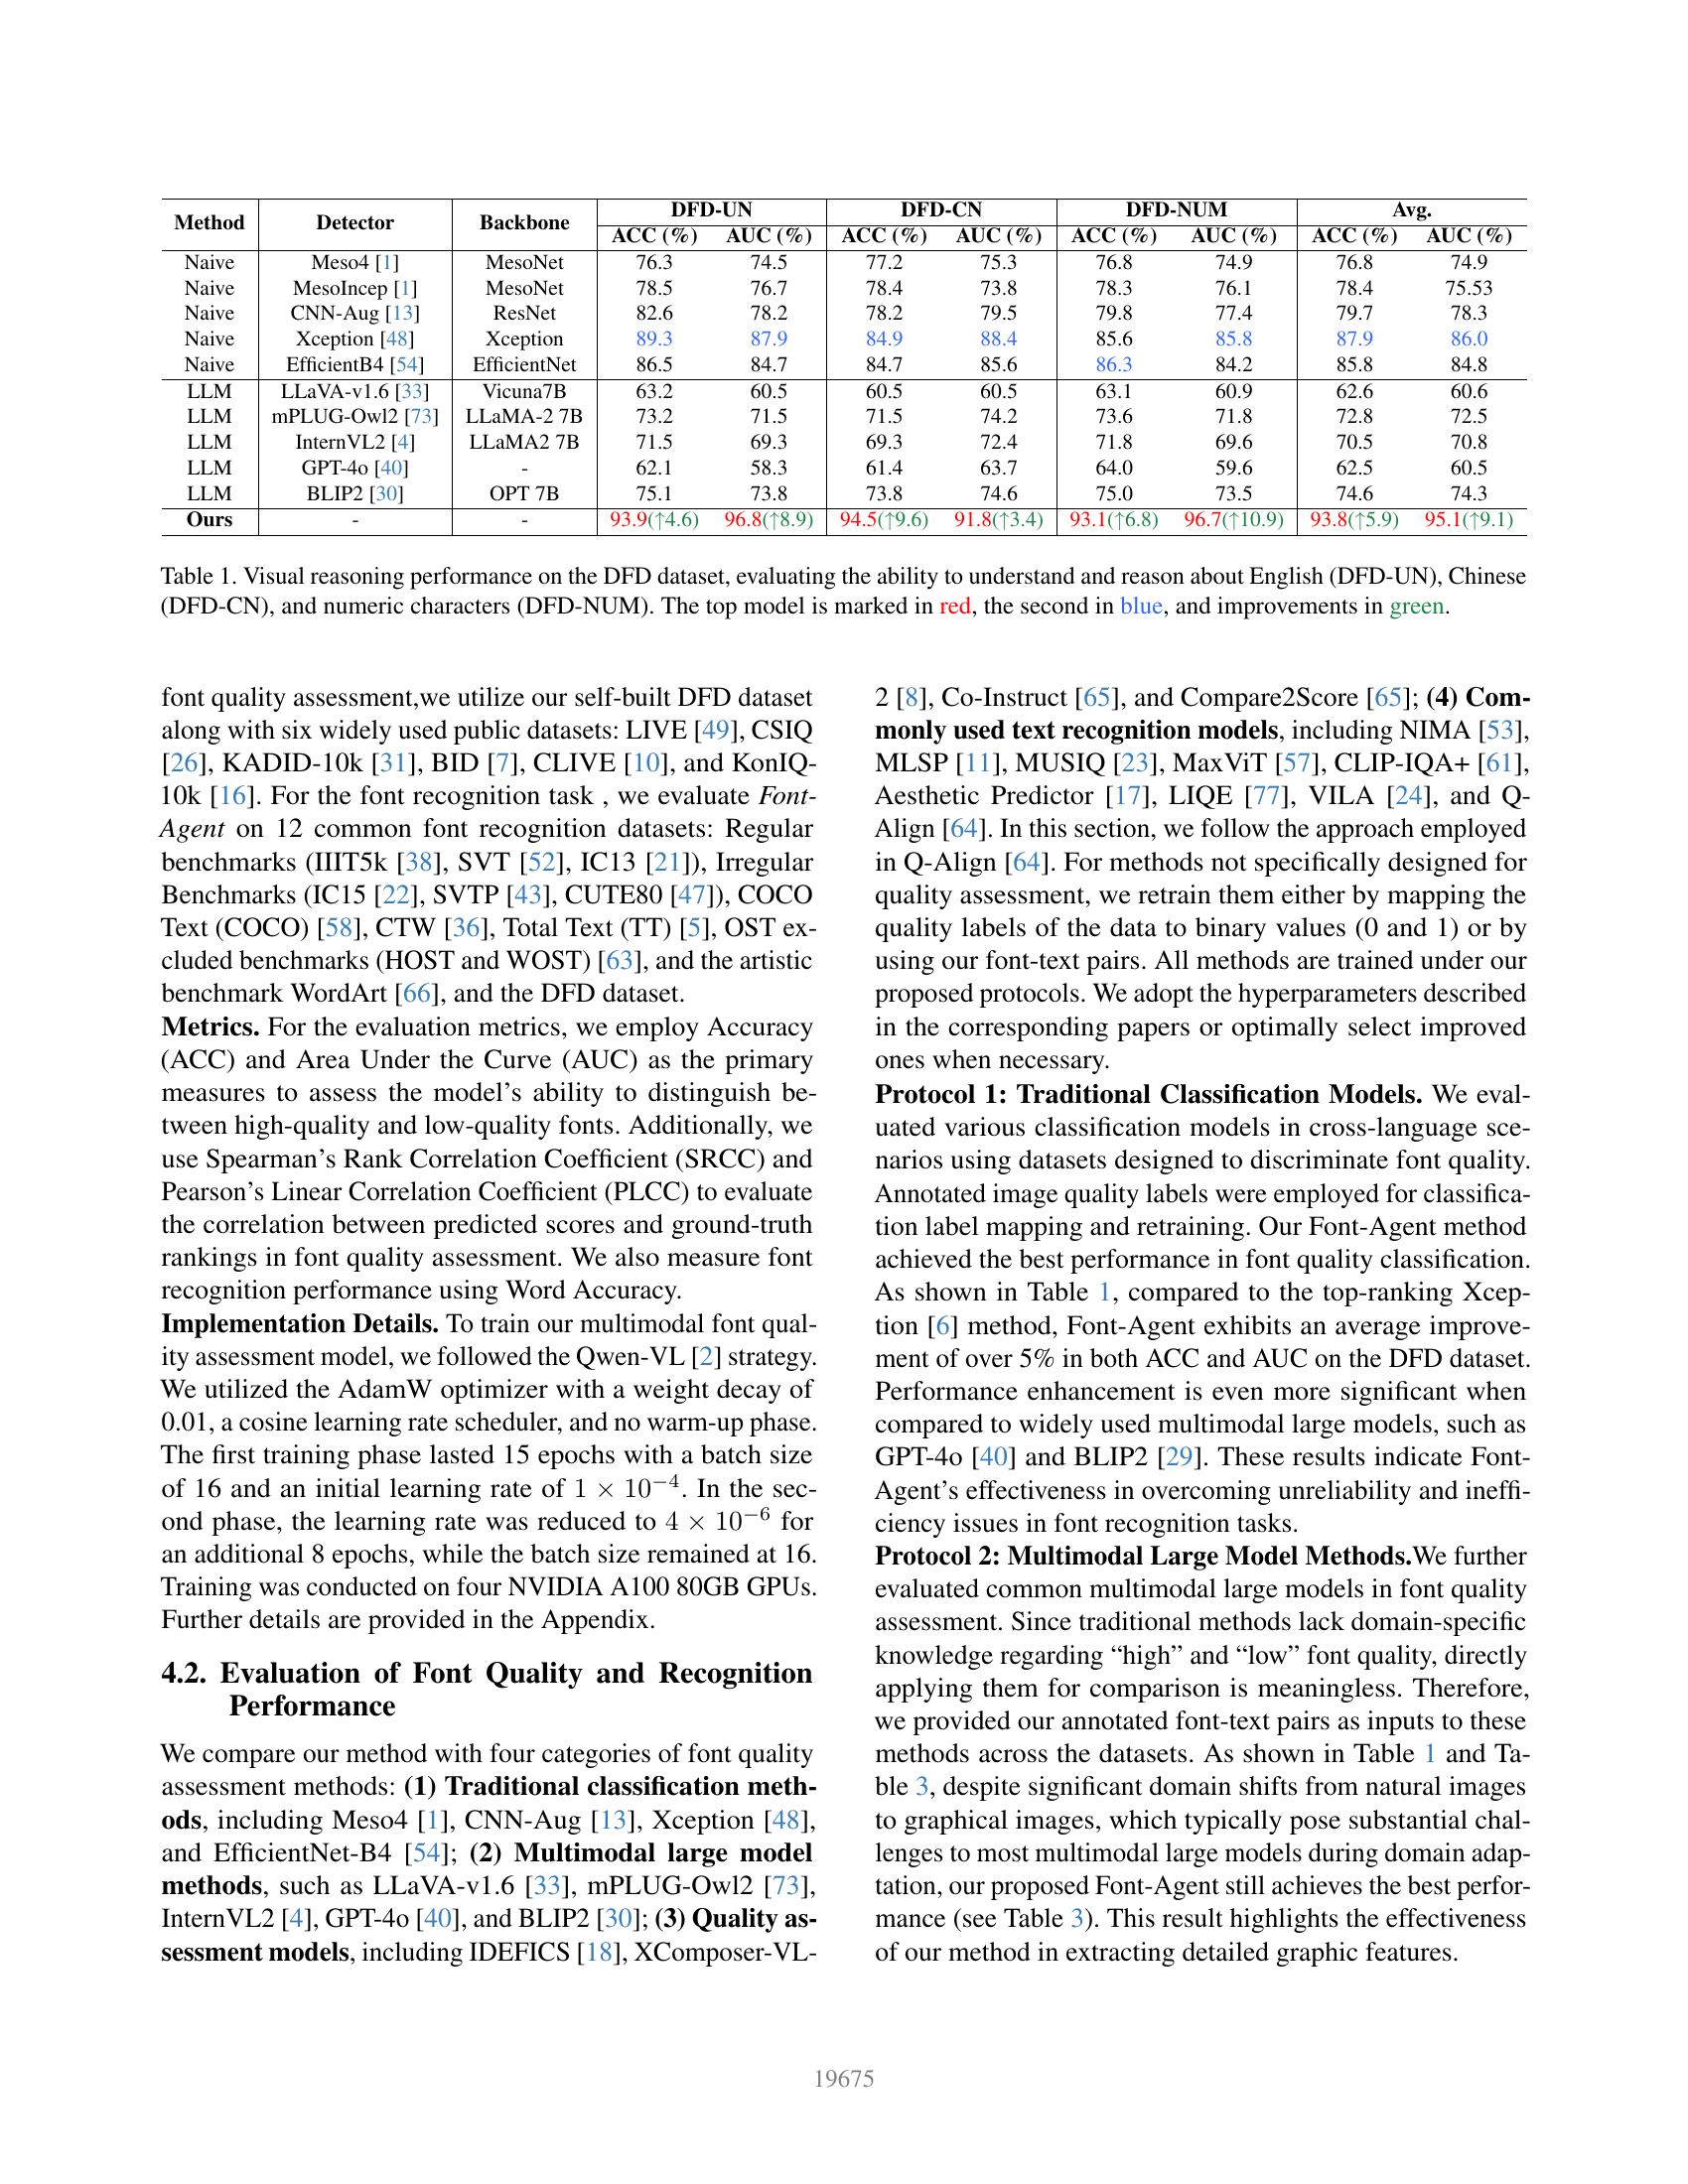 Method Detector Backbone DFD-UN DFD-CN DFD-NUM Avg.
ACC (%) AUC (%) ACC (%) AUC (%) ACC (%) AUC (%) ACC (%) AUC (%)
Naive Meso4 [1] MesoNet 76.3 74.5 77.2 75.3 76.8 74.9 76.8 74.9
Naive MesoIncep [1] MesoNet 78.5 76.7 78.4 73.8 78.3 76.1 78.4 75.53
Naive CNN-Aug [13] ResNet 82.6 78.2 78.2 79.5 79.8 77.4 79.7 78.3
Naive Xception [48] Xception 89.3 87.9 84.9 88.4 85.6 85.8 87.9 86.0
Naive EfficientB4 [54] EfficientNet 86.5 84.7 84.7 85.6 86.3 84.2 85.8 84.8
LLM LLaVA-v1.6 [33] Vicuna7B 63.2 60.5 60.5 60.5 63.1 60.9 62.6 60.6
LLM mPLUG-Owl2 [73] LLaMA-2 7B 73.2 71.5 71.5 74.2 73.6 71.8 72.8 72.5
LLM InternVL2 [4] LLaMA2 7B 71.5 69.3 69.3 72.4 71.8 69.6 70.5 70.8
LLM GPT-4o [40] - 62.1 58.3 61.4 63.7 64.0 59.6 62.5 60.5
LLM BLIP2 [30] OPT 7B 75.1 73.8 73.8 74.6 75.0 73.5 74.6 74.3
Ours - - 93.9(↑4.6) 96.8(↑8.9) 94.5(↑9.6) 91.8(↑3.4) 93.1(↑6.8) 96.7(↑10.9) 93.8(↑5.9) 95.1(↑9.1)
Table 1. Visual reasoning performance on the DFD dataset, evaluating the ability to understand and reason about English (DFD-UN), Chinese
(DFD-CN), and numeric characters (DFD-NUM). The top model is marked in red, the second in blue, and improvements in green.
font quality assessment,we utilize our self-built DFD dataset
along with six widely used public datasets: LIVE [49], CSIQ
[26], KADID-10k [31], BID [7], CLIVE [10], and KonIQ-
10k [16]. For the font recognition task , we evaluate Font-
Agent on 12 common font recognition datasets: Regular
benchmarks (IIIT5k [38], SVT [52], IC13 [21]), Irregular
Benchmarks (IC15 [22], SVTP [43], CUTE80 [47]), COCO
Text (COCO) [58], CTW [36], Total Text (TT) [5], OST ex-
cluded benchmarks (HOST and WOST) [63], and the artistic
benchmark WordArt [66], and the DFD dataset.
Metrics. For the evaluation metrics, we employ Accuracy
(ACC) and Area Under the Curve (AUC) as the primary
measures to assess the model's ability to distinguish be-
tween high-quality and low-quality fonts. Additionally, we
use Spearman's Rank Correlation Coefficient (SRCC) and
Pearson's Linear Correlation Coefficient (PLCC) to evaluate
the correlation between predicted scores and ground-truth
rankings in font quality assessment. We also measure font
recognition performance using Word Accuracy.
Implementation Details. To train our multimodal font qual-
ity assessment model, we followed the Qwen-VL [2] strategy.
We utilized the AdamW optimizer with a weight decay of
0.01, a cosine learning rate scheduler, and no warm-up phase.
The first training phase lasted 15 epochs with a batch size
of 16 and an initial learning rate of 1 × 10⁻⁴. In the sec-
ond phase, the learning rate was reduced to 4 × 10⁻⁶ for
an additional 8 epochs, while the batch size remained at 16.
Training was conducted on four NVIDIA A100 80GB GPUs.
Further details are provided in the Appendix.
4.2. Evaluation of Font Quality and Recognition
Performance
We compare our method with four categories of font quality
assessment methods: (1) Traditional classification meth-
ods, including Meso4 [1], CNN-Aug [13], Xception [48],
and EfficientNet-B4 [54]; (2) Multimodal large model
methods, such as LLaVA-v1.6 [33], mPLUG-Owl2 [73],
InternVL2 [4], GPT-4o [40], and BLIP2 [30]; (3) Quality as-
sessment models, including IDEFICS [18], XComposer-VL-
2 [8], Co-Instruct [65], and Compare2Score [65]; (4) Com-
monly used text recognition models, including NIMA [53],
MLSP [11], MUSIQ [23], MaxViT [57], CLIP-IQA+ [61],
Aesthetic Predictor [17], LIQE [77], VILA [24], and Q-
Align [64]. In this section, we follow the approach employed
in Q-Align [64]. For methods not specifically designed for
quality assessment, we retrain them either by mapping the
quality labels of the data to binary values (0 and 1) or by
using our font-text pairs. All methods are trained under our
proposed protocols. We adopt the hyperparameters described
in the corresponding papers or optimally select improved
ones when necessary.
Protocol 1: Traditional Classification Models. We eval-
uated various classification models in cross-language sce-
narios using datasets designed to discriminate font quality.
Annotated image quality labels were employed for classifica-
tion label mapping and retraining. Our Font-Agent method
achieved the best performance in font quality classification.
As shown in Table 1, compared to the top-ranking Xcep-
tion [6] method, Font-Agent exhibits an average improve-
ment of over 5% in both ACC and AUC on the DFD dataset.
Performance enhancement is even more significant when
compared to widely used multimodal large models, such as
GPT-4o [40] and BLIP2 [29]. These results indicate Font-
Agent's effectiveness in overcoming unreliability and ineffi-
ciency issues in font recognition tasks.
Protocol 2: Multimodal Large Model Methods.We further
evaluated common multimodal large models in font quality
assessment. Since traditional methods lack domain-specific
knowledge regarding “high” and “low” font quality, directly
applying them for comparison is meaningless. Therefore,
we provided our annotated font-text pairs as inputs to these
methods across the datasets. As shown in Table 1 and Ta-
ble 3, despite significant domain shifts from natural images
to graphical images, which typically pose substantial chal-
lenges to most multimodal large models during domain adap-
tation, our proposed Font-Agent still achieves the best perfor-
mance (see Table 3). This result highlights the effectiveness
of our method in extracting detailed graphic features.
19675